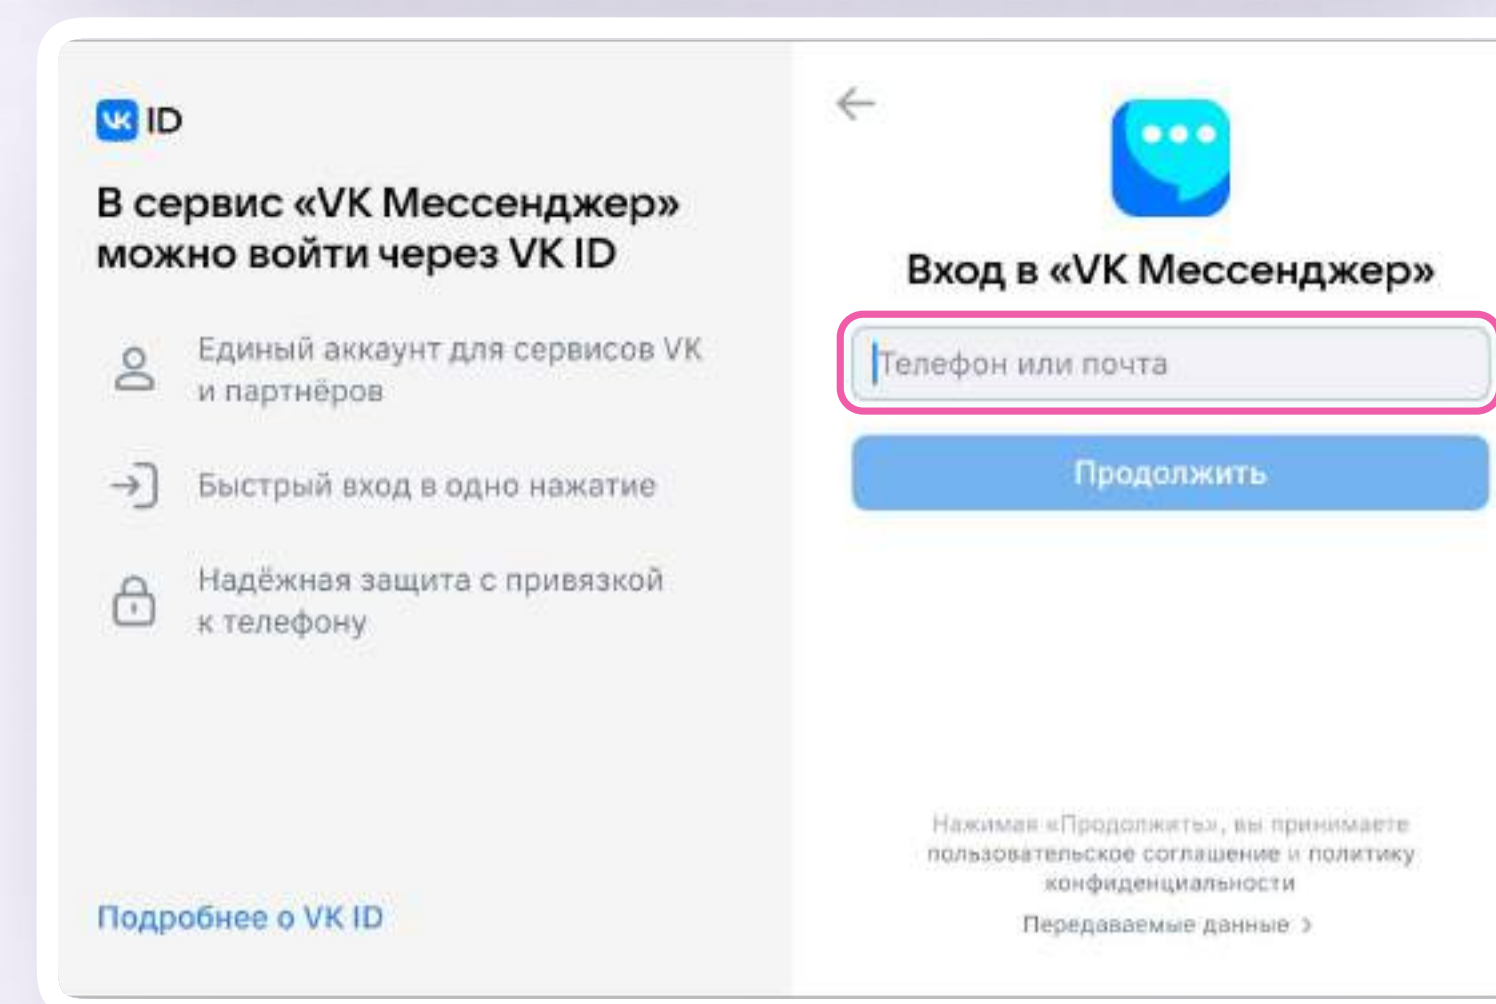 VK ID
В сервис «VK Мессенджер»
можно войти через VK ID
Единый аккаунт для сервисов VK
и партнёров
Быстрый вход в одно нажатие
Надёжная защита с привязкой
к телефону
Подробнее о VK ID
Вход в «VK Мессенджер»
Телефон или почта
Продолжить
Нажимая «Продолжить», вы принимаете
пользовательское соглашение и политику
конфиденциальности
Передаваемые данные >